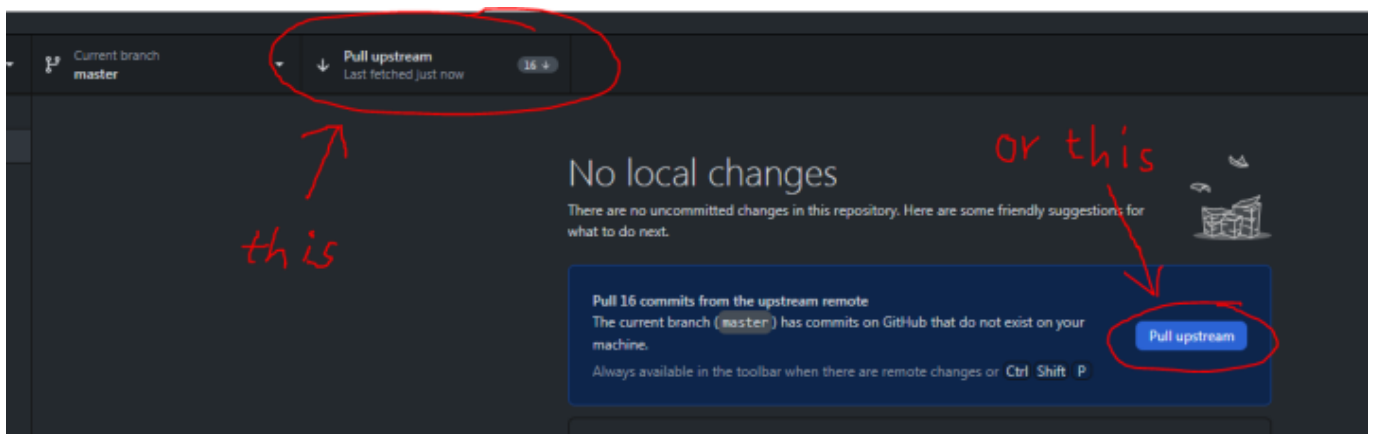 Current branch
master
Pull upstream
Last fetched just now
16
this
or this
No local changes
There are no uncommitted changes in this repository. Here are some friendly suggestions for
what to do next.
Pull 16 commits from the upstream remote
The current branch (master) has commits on GitHub that do not exist on your
machine.
Always available in the toolbar when there are remote changes or Ctrl Shift P
Pull upstream